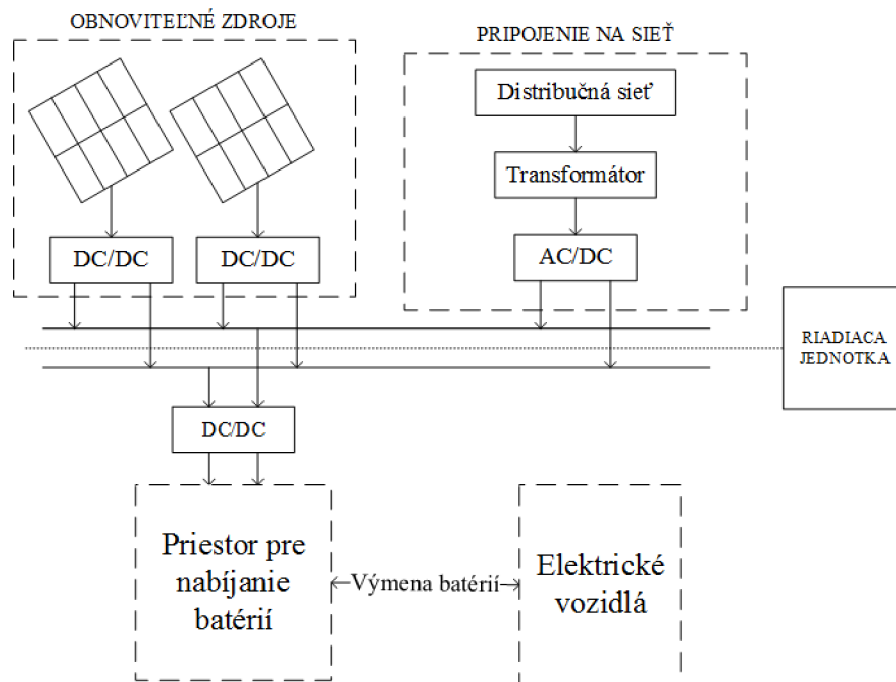 OBNOVITEĽNÉ ZDROJE
PRIPOJENIE NA SIEŤ
Distribučná sieť
Transformátor
DC/DC
DC/DC
AC/DC
RIADIACA
JEDNOTKA
DC/DC
Priestor pre
nabíjanie
batérií
Výmena batérií
Elektrické
vozidlá